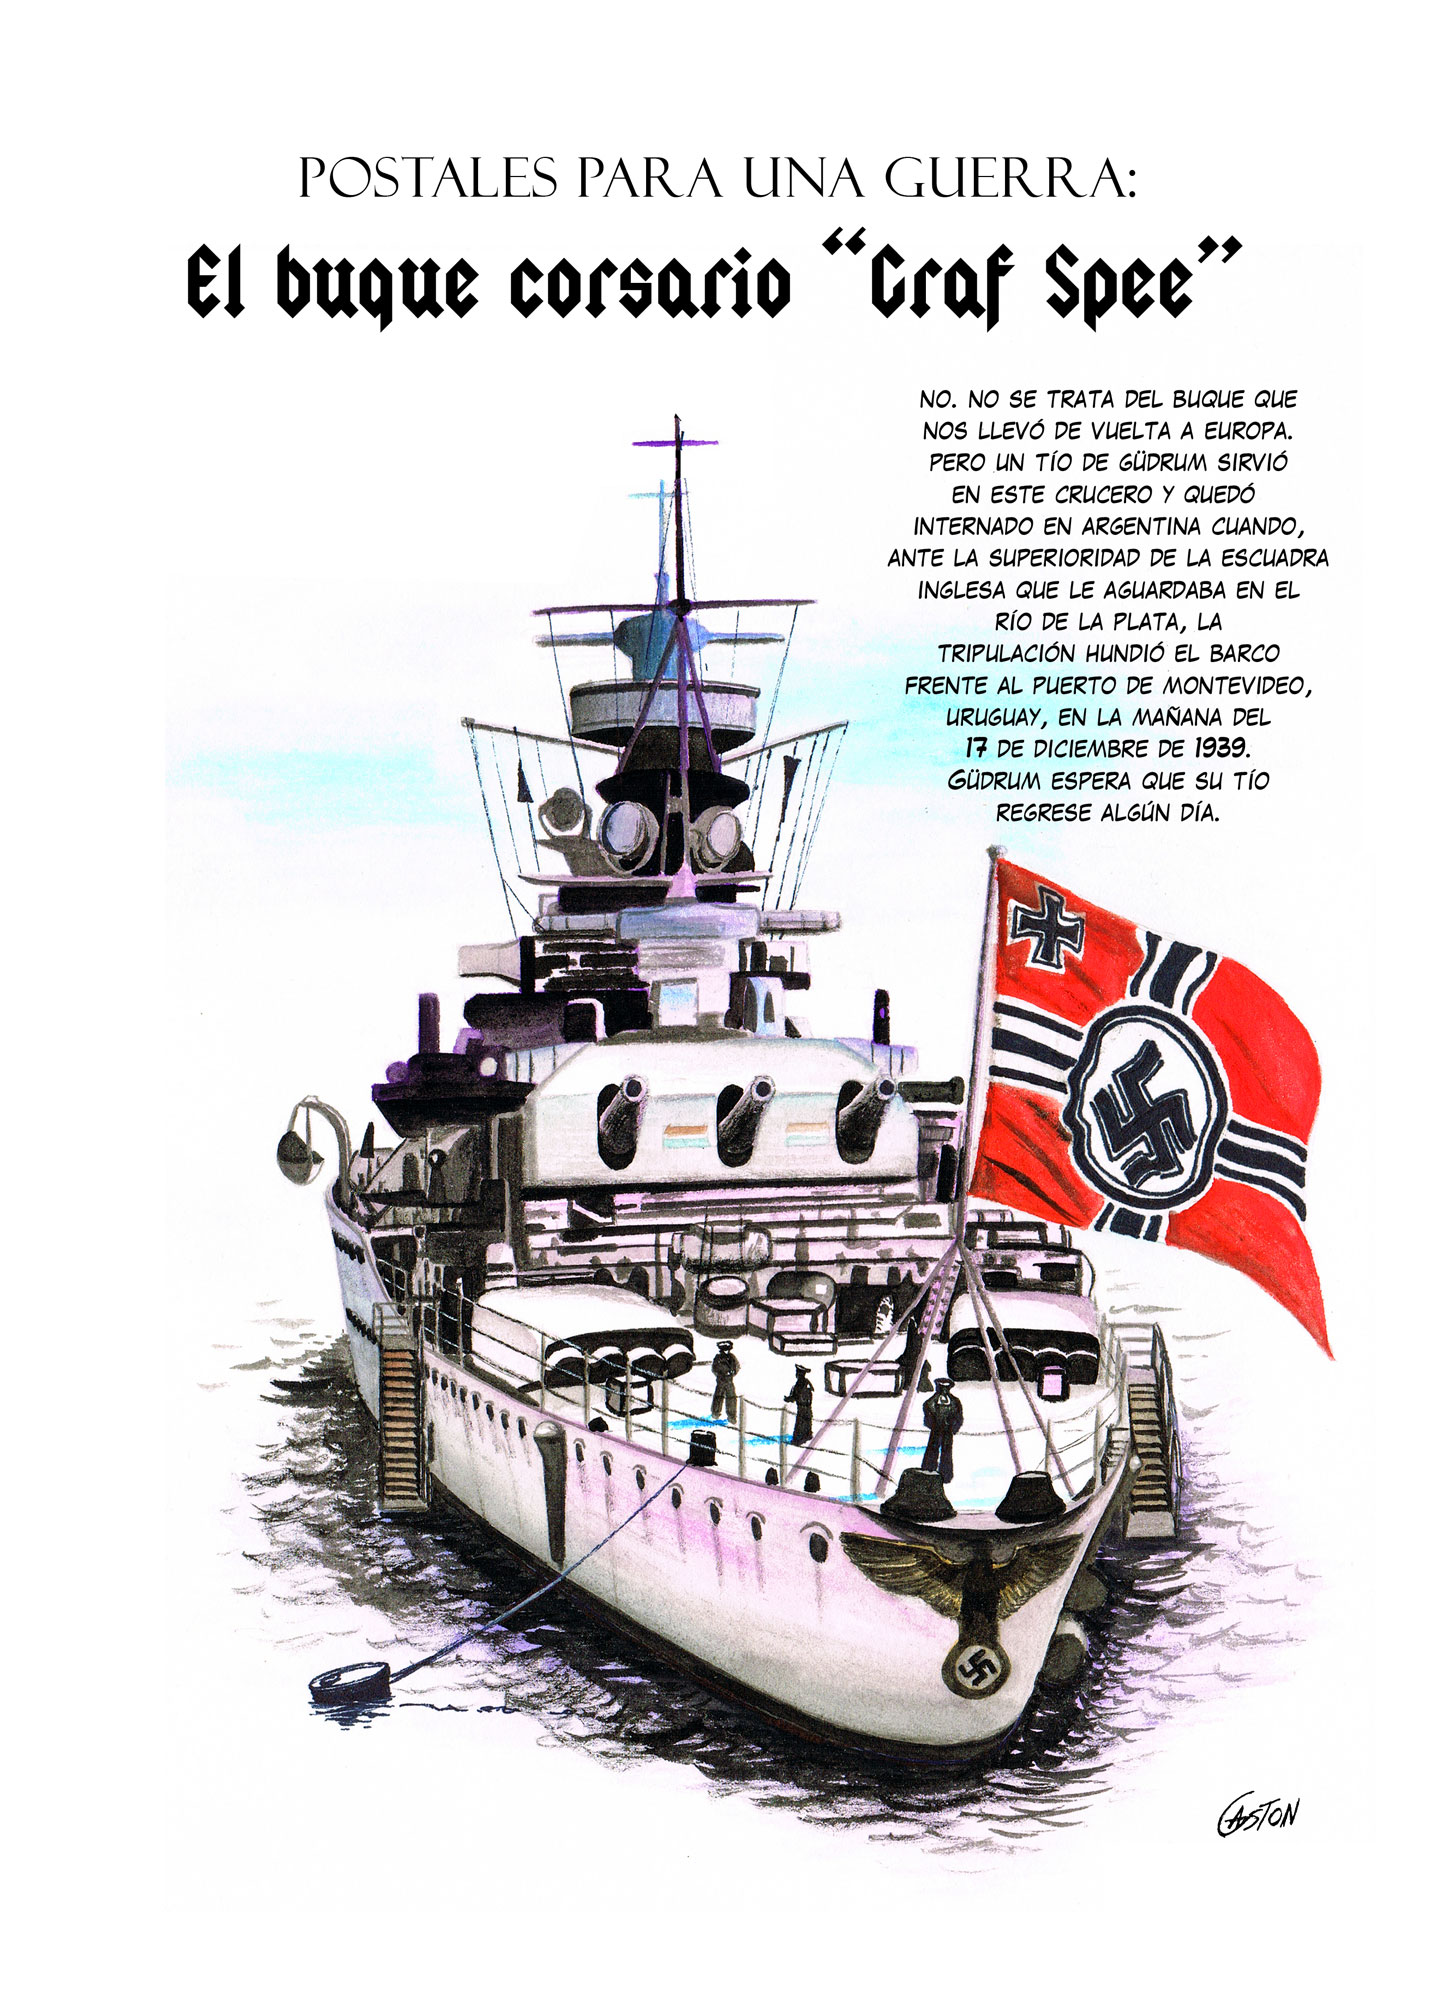 POSTALES PARA UNA GUERRA:
El buque corsario “Graf Spee”
NO. NO SE TRATA DEL BUQUE QUE
NOS LLEVÓ DE VUELTA A EUROPA.
PERO UN TÍO DE GÜDRUM SIRVIÓ
EN ESTE CRUCERO Y QUEDÓ
INTERNADO EN ARGENTINA CUANDO,
ANTE LA SUPERIORIDAD DE LA ESCUADRA
INGLESA QUE LE AGUARDABA EN EL
RÍO DE LA PLATA, LA
TRIPULACIÓN HUNDIÓ EL BARCO
FRENTE AL PUERTO DE MONTEVIDEO,
URUGUAY, EN LA MAÑANA DEL
17 DE DICIEMBRE DE 1939.
GÜDRUM ESPERA QUE SU TÍO
REGRESE ALGÚN DÍA.
GASTON